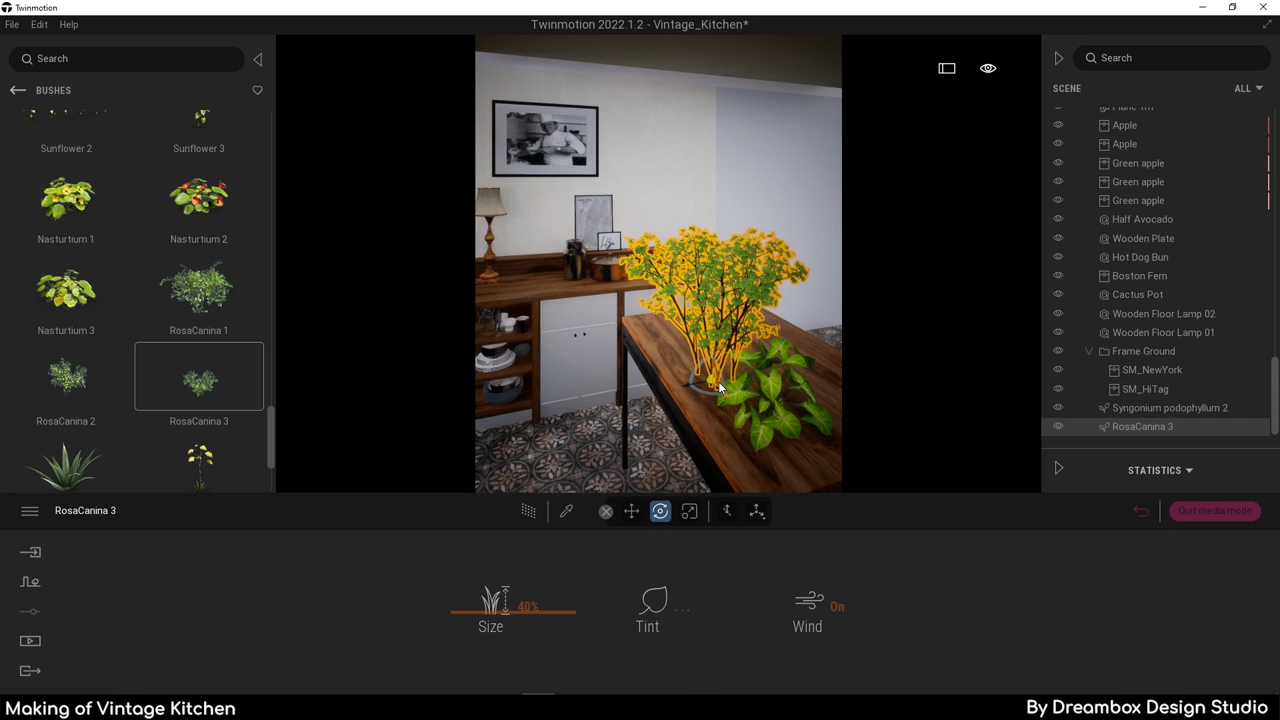 Twinmotion
File Edit Help
Twinmotion 2022.1.2 - Vintage_Kitchen*
Search
BUSHES
Sunflower 2
Sunflower 3
Nasturtium 1
Nasturtium 2
Nasturtium 3
RosaCanina 1
RosaCanina 2
RosaCanina 3
Search
SCENE
ALL
Apple
Apple
Green apple
Green apple
Green apple
Half Avocado
Wooden Plate
Hot Dog Bun
Boston Fern
Cactus Pot
Wooden Floor Lamp 02
Wooden Floor Lamp 01
Frame Ground
SM_NewYork
SM_HiTag
Syngonium podophyllum 2
RosaCanina 3
STATISTICS
RosaCanina 3
Quit media mode
40%
Size
...
Tint
On
Wind
Making of Vintage Kitchen
By Dreambox Design Studio